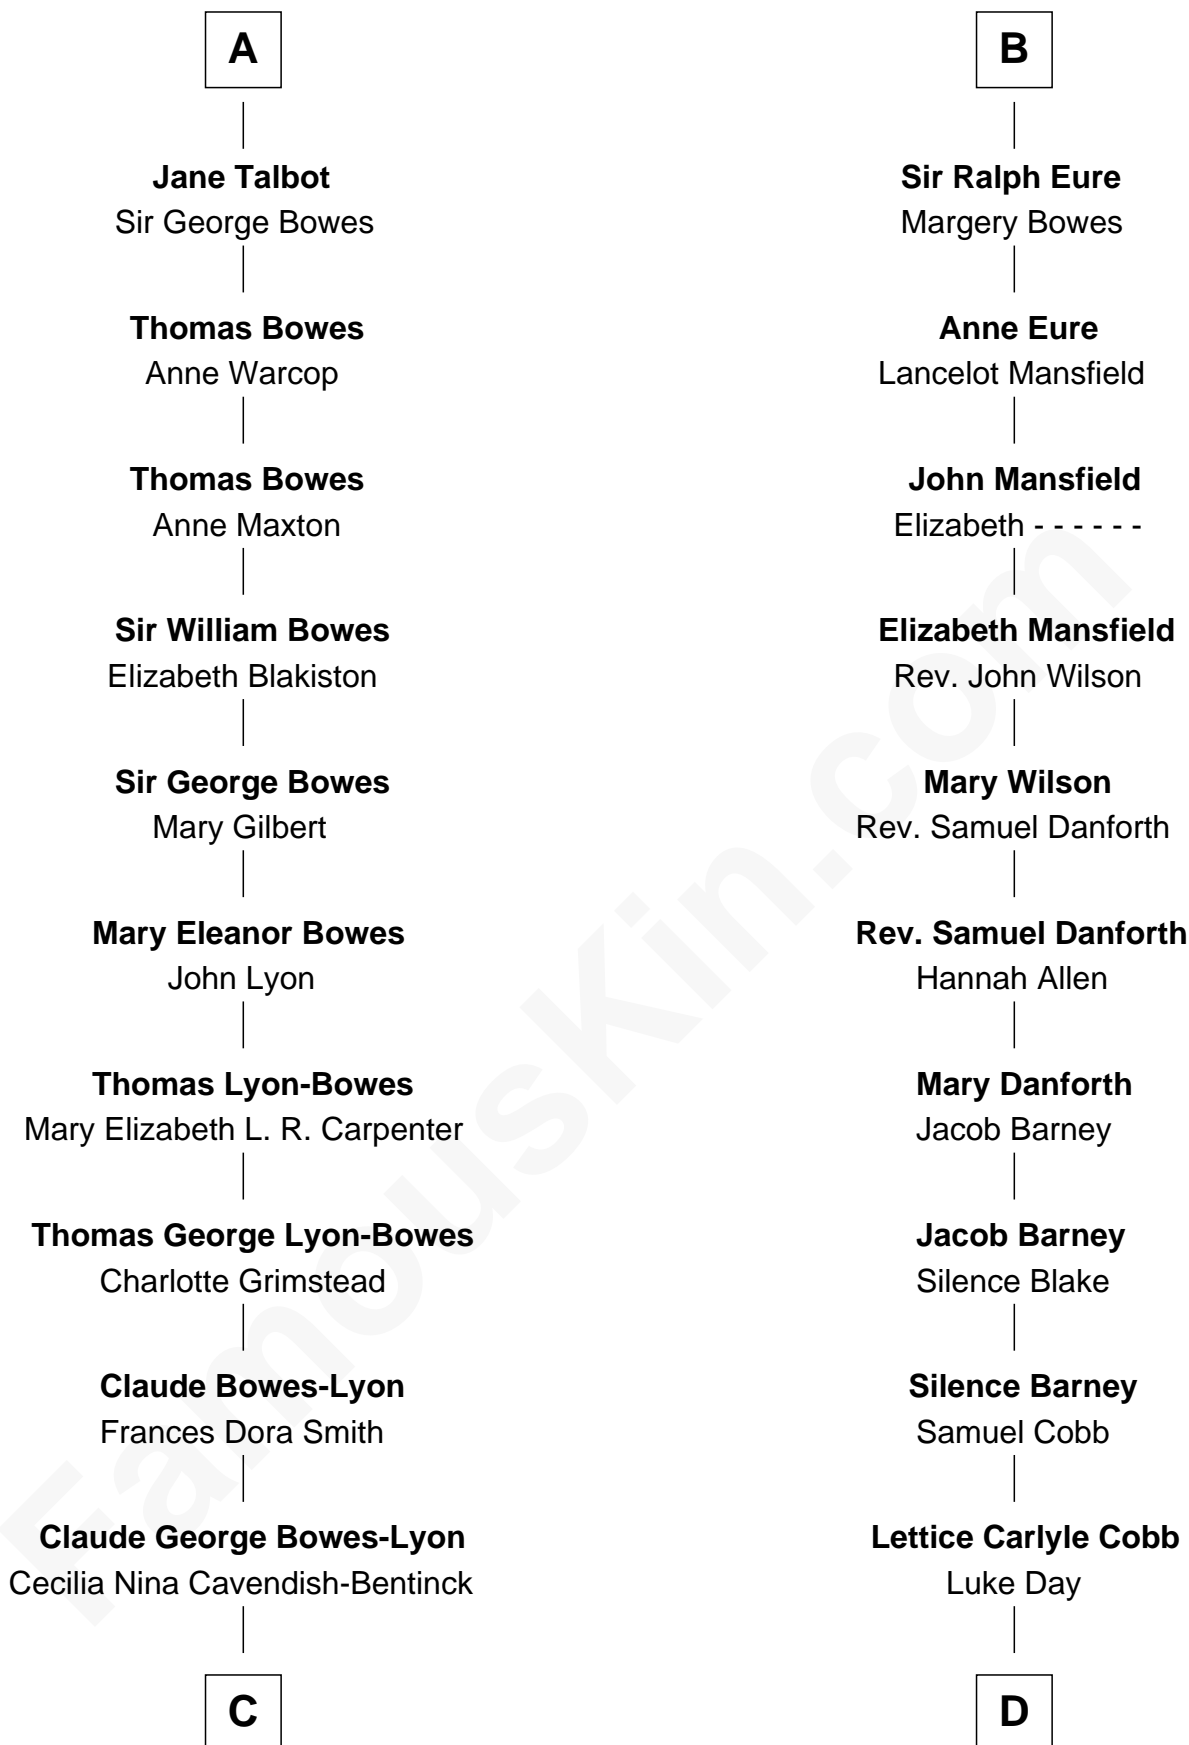 A
Jane Talbot
Sir George Bowes
Thomas Bowes
Anne Warcop
Thomas Bowes
Anne Maxton
Sir William Bowes
Elizabeth Blakiston
Sir George Bowes
Mary Gilbert
Mary Eleanor Bowes
John Lyon
Thomas Lyon-Bowes
Mary Elizabeth L. R. Carpenter
Thomas George Lyon-Bowes
Charlotte Grimstead
Claude Bowes-Lyon
Frances Dora Smith
Claude George Bowes-Lyon
Cecilia Nina Cavendish-Bentinck
C
B
Sir Ralph Eure
Margery Bowes
Anne Eure
Lancelot Mansfield
John Mansfield
Elizabeth - - - - - -
Elizabeth Mansfield
Rev. John Wilson
Mary Wilson
Rev. Samuel Danforth
Rev. Samuel Danforth
Hannah Allen
Mary Danforth
Jacob Barney
Jacob Barney
Silence Blake
Silence Barney
Samuel Cobb
Lettice Carlyle Cobb
Luke Day
D
FamousKin.com